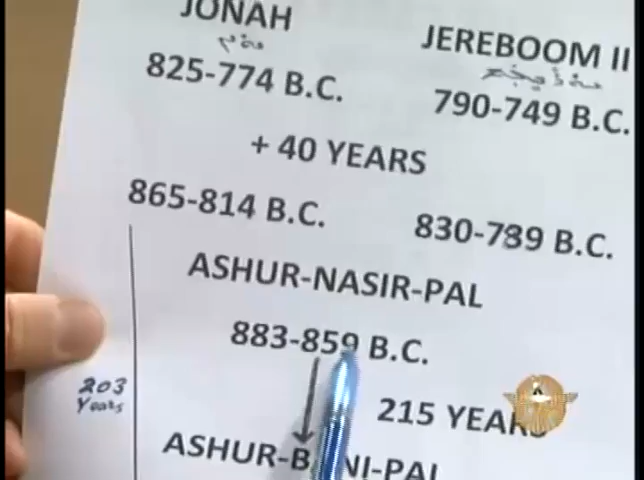 JONAH
JEREBOOM II
825-774 B.C.
790-749 B.C.
+ 40 YEARS
865-814 B.C.
830-789 B.C.
ASHUR-NASIR-PAL
883-859 B.C.
203 Years
215 YEARS